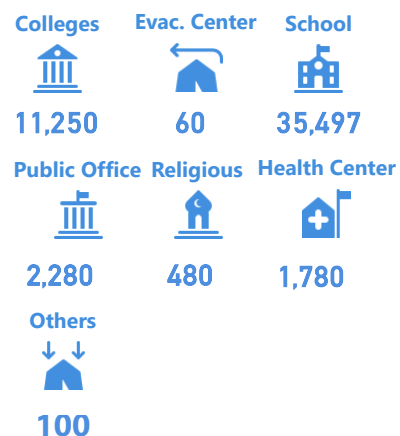 Colleges Evac. Center School
11,250 60 35,497
Public Office Religious Health Center
2,280 480 1,780
Others
100